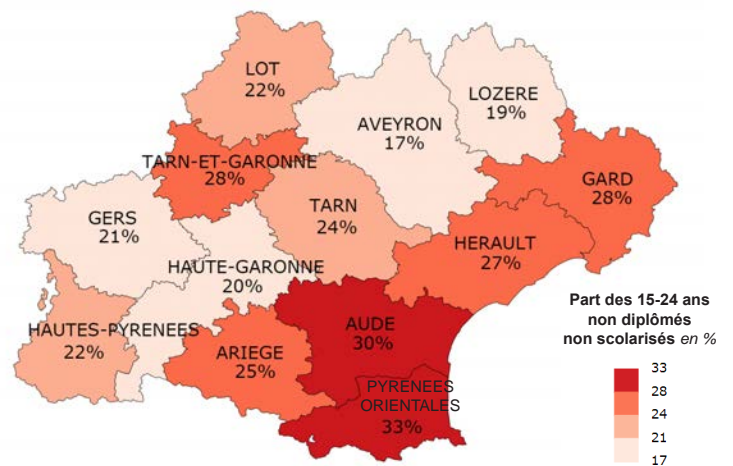 LOT
22%
AVEYRON
17%
LOZERE
19%
TARN-ET-GARONNE
28%
GARD
28%
GERS
21%
TARN
24%
HERAULT
27%
HAUTE-GARONNE
20%
HAUTES-PYRENEES
22%
ARIEGE
25%
AUDE
30%
PYRENEES
ORIENTALES
33%
Part des 15-24 ans
non diplômés
non scolarisés en %
33
28
24
21
17